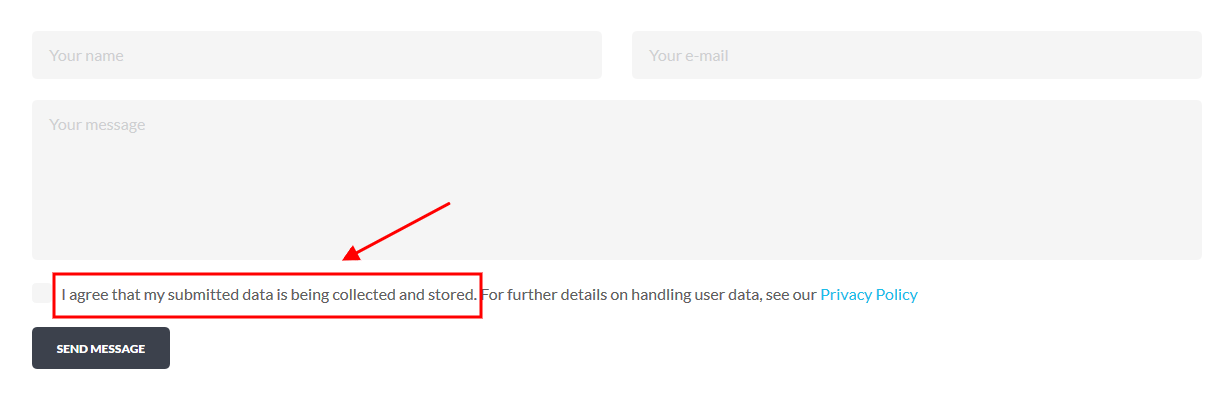 Your name
Your e-mail
Your message
I agree that my submitted data is being collected and stored. For further details on handling user data, see our Privacy Policy
SEND MESSAGE